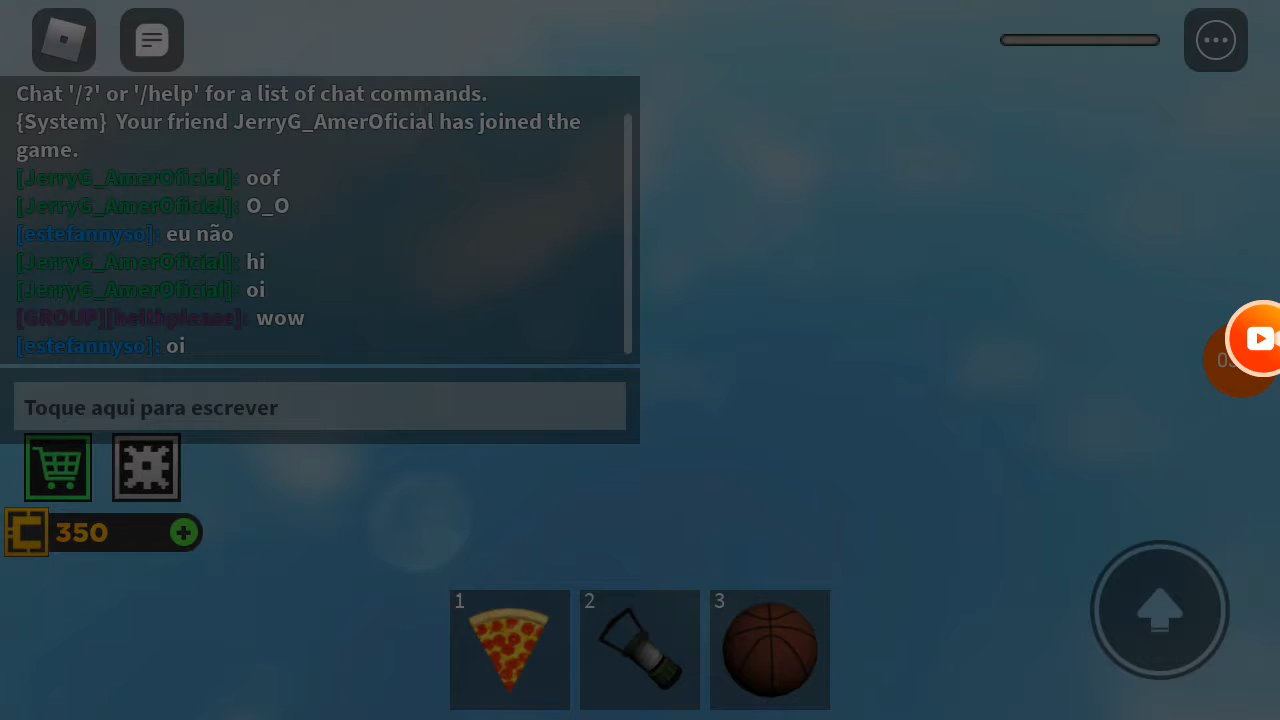 Chat '/?' or '/help' for a list of chat commands.
{System} Your friend JerryG_AmerOficial has joined the
game.
[JerryG_AmerOficial]: oof
[JerryG_AmerOficial]: O_O
[estefannyso]: eu não
[JerryG_AmerOficial]: hi
[JerryG_AmerOficial]: oi
[GROUP][helthplease]: wow
[estefannyso]: oi
Toque aqui para escrever
350
1
2
3